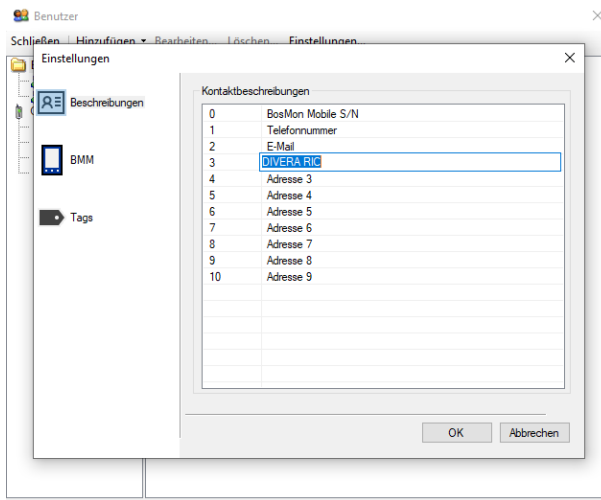 Benutzer
Schließen Hinzufügen Bearbeiten... Löschen... Einstellungen...
Einstellungen
Beschreibungen
BMM
Tags
Kontaktbeschreibungen
0 BosMon Mobile S/N
1 Telefonnummer
2 E-Mail
3 DIVERA RIC
4 Adresse 3
5 Adresse 4
6 Adresse 5
7 Adresse 6
8 Adresse 7
9 Adresse 8
10 Adresse 9
OK Abbrechen